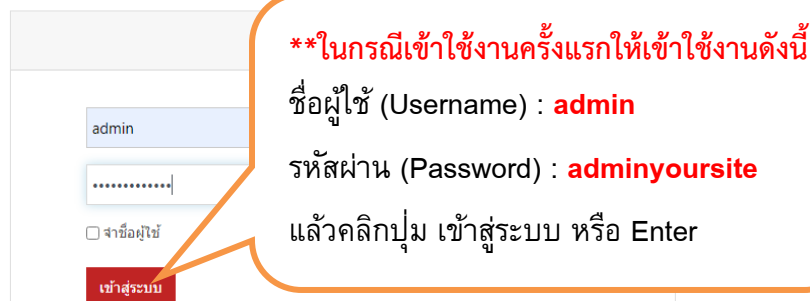 **ในกรณีเข้าใช้งานครั้งแรกให้เข้าใช้งานดังนี้
ชื่อผู้ใช้ (Username) : admin
รหัสผ่าน (Password) : adminyoursite
แล้วคลิกปุ่ม เข้าสู่ระบบ หรือ Enter
admin
•••••••••••••
จำชื่อผู้ใช้
เข้าสู่ระบบ